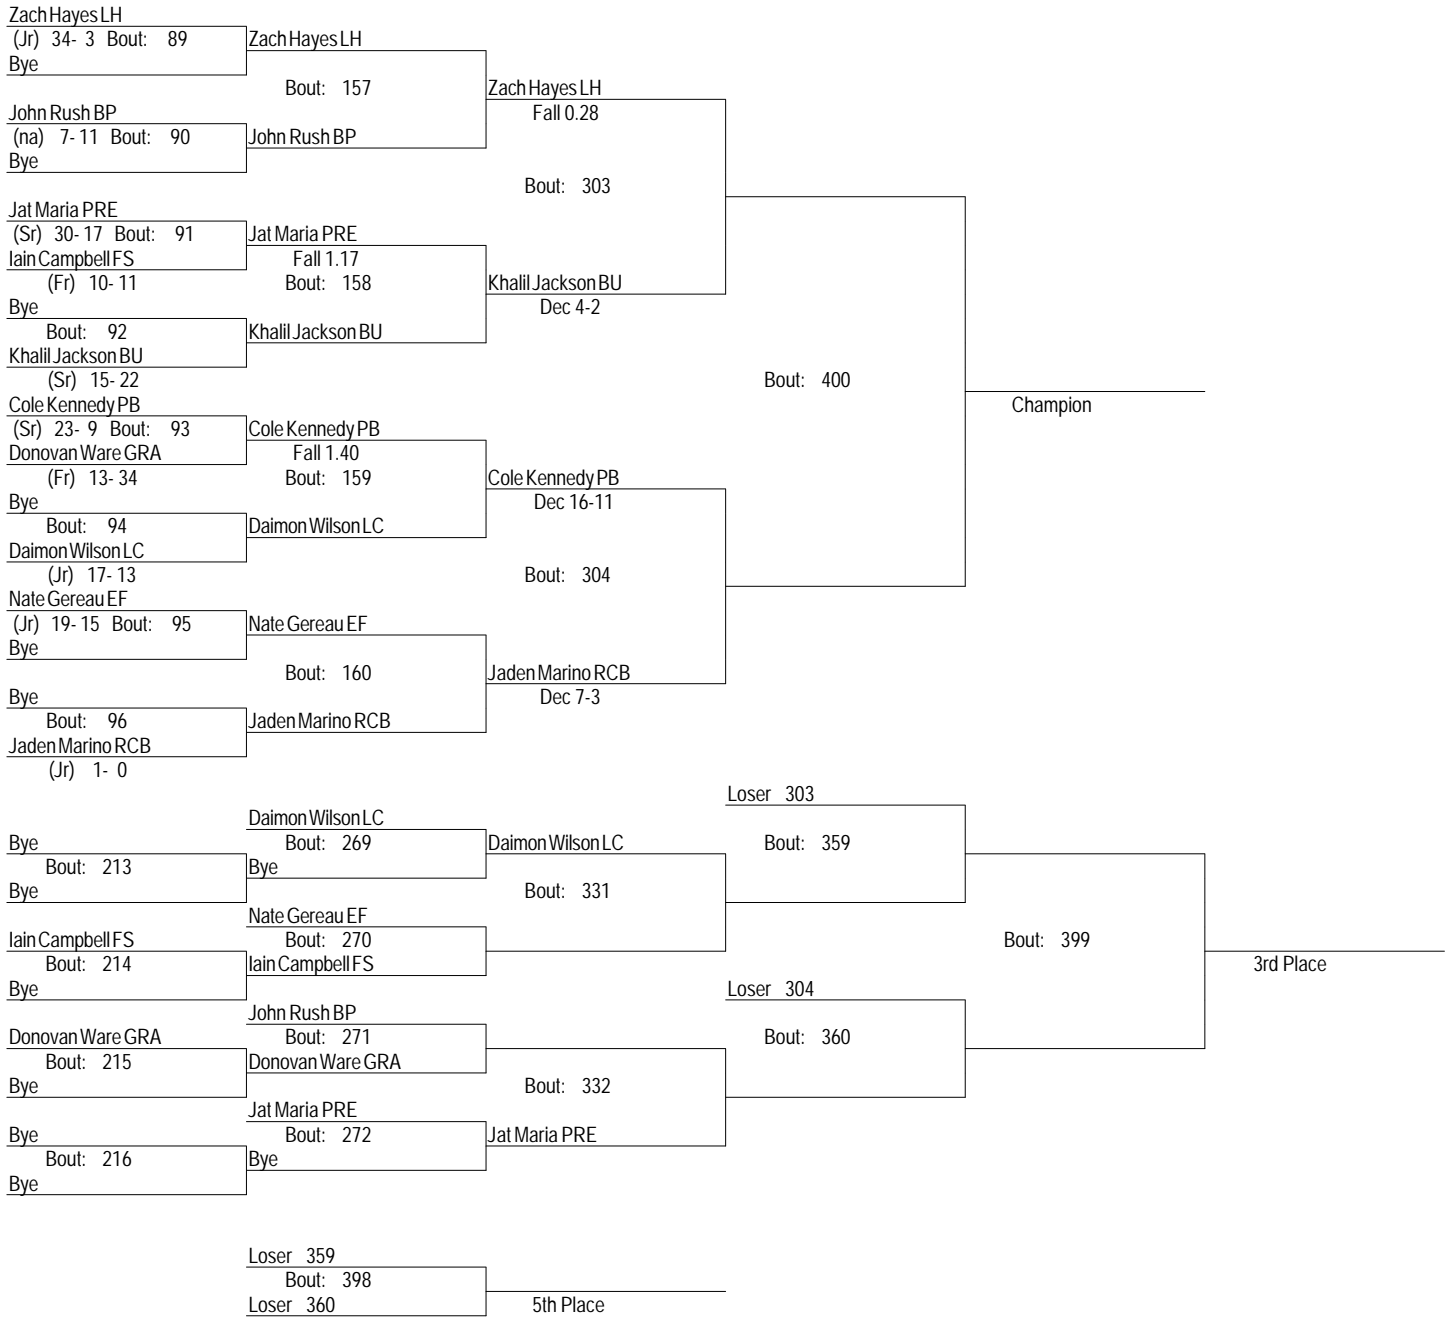 Zach Hayes LH
(Jr) 34- 3 Bout: 89
Zach Hayes LH
Bye
Bout: 157
Zach Hayes LH
John Rush BP
Fall 0.28
(na) 7- 11 Bout: 90
John Rush BP
Bye
Bout: 303
Jat Maria PRE
(Sr) 30- 17 Bout: 91
Jat Maria PRE
Iain Campbell FS
Fall 1.17
(Fr) 10- 11
Bout: 158
Khalil Jackson BU
Bye
Dec 4-2
Bout: 92
Khalil Jackson BU
Khalil Jackson BU
(Sr) 15- 22
Bout: 400
Cole Kennedy PB
Champion
(Sr) 23- 9 Bout: 93
Cole Kennedy PB
Donovan Ware GRA
Fall 1.40
(Fr) 13- 34
Bout: 159
Cole Kennedy PB
Bye
Dec 16-11
Bout: 94
Daimon Wilson LC
Daimon Wilson LC
(Jr) 17- 13
Bout: 304
Nate Gereau EF
(Jr) 19- 15 Bout: 95
Nate Gereau EF
Bye
Bout: 160
Jaden Marino RCB
Bye
Dec 7-3
Bout: 96
Jaden Marino RCB
Jaden Marino RCB
(Jr) 1- 0
Loser 303
Daimon Wilson LC
Bye
Bout: 269
Daimon Wilson LC
Bout: 359
Bout: 213
Bye
Bye
Bout: 331
Nate Gereau EF
Iain Campbell FS
Bout: 270
Bout: 399
Bout: 214
Iain Campbell FS
3rd Place
Bye
Loser 304
John Rush BP
Donovan Ware GRA
Bout: 271
Bout: 360
Bout: 215
Donovan Ware GRA
Bye
Bout: 332
Jat Maria PRE
Bye
Bout: 272
Jat Maria PRE
Bout: 216
Bye
Bye
Loser 359
Bout: 398
Loser 360
5th Place